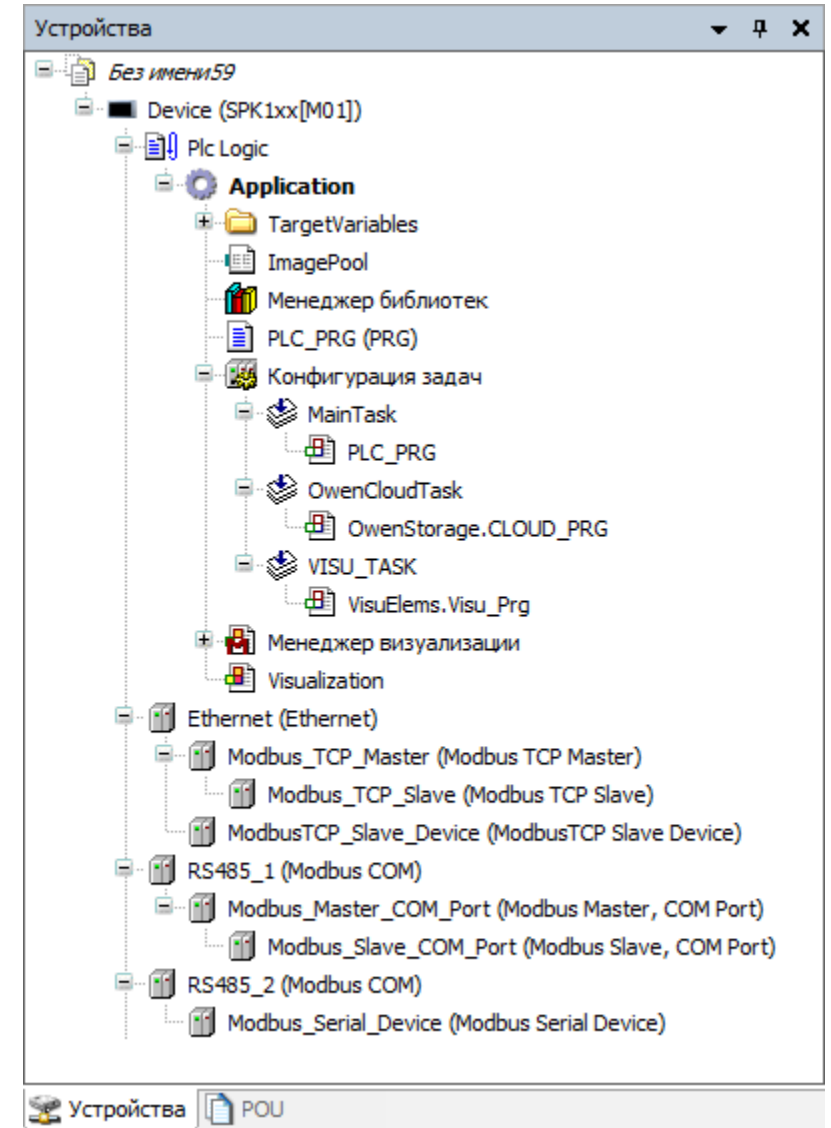 Устройства
Без имени59
Device (SPK1xx[M01])
Plc Logic
Application
TargetVariables
ImagePool
Менеджер библиотек
PLC_PRG (PRG)
Конфигурация задач
MainTask
PLC_PRG
OwenCloudTask
OwenStorage.CLOUD_PRG
VISU_TASK
VisuElems.Visu_Prg
Менеджер визуализации
Visualization
Ethernet (Ethernet)
Modbus_TCP_Master (Modbus TCP Master)
Modbus_TCP_Slave (Modbus TCP Slave)
ModbusTCP_Slave_Device (ModbusTCP Slave Device)
RS485_1 (Modbus COM)
Modbus_Master_COM_Port (Modbus Master, COM Port)
Modbus_Slave_COM_Port (Modbus Slave, COM Port)
RS485_2 (Modbus COM)
Modbus_Serial_Device (Modbus Serial Device)
Устройства POU